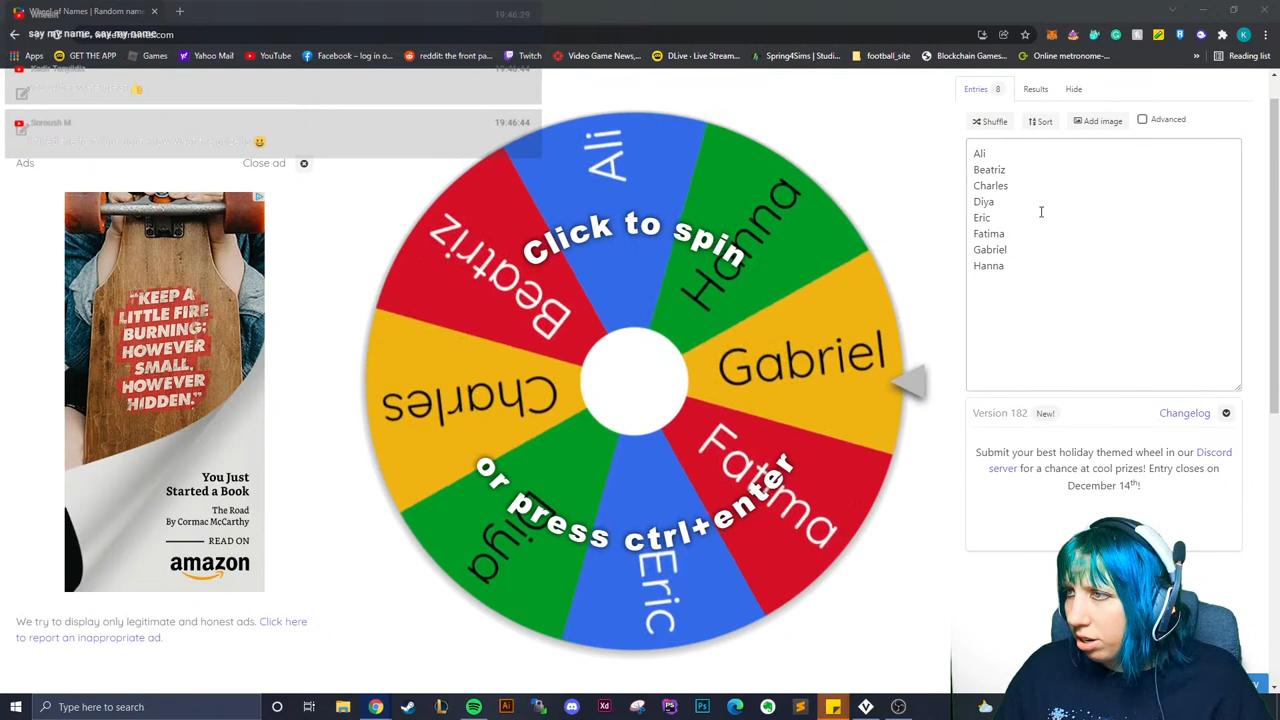 Wheel of Names | Random name
19:46:29
say my name, say my name
.com
Apps
GET THE APP
Games
Yahoo Mail
YouTube
Facebook – log in o...
reddit: the front pa...
Twitch
Video Game News,...
DLive · Live Stream...
Spring4Sims | Studi...
football_site
Blockchain Games...
Online metronome-...
»
Reading list
19:46:44
Soroush M
19:46:44
Ads
Close ad
"KEEP A
LITTLE FIRE
BURNING;
HOWEVER
SMALL,
HOWEVER
HIDDEN."
You Just
Started a Book
The Road
By Cormac McCarthy
READ ON
amazon
We try to display only legitimate and honest ads. Click here
to report an inappropriate ad.
Ali
Hanna
Gabriel
Fatima
Eric
Diya
Charles
Beatriz
Click to spin
or press ctrl+enter
Entries 8
Results
Hide
Shuffle
Sort
Add image
Advanced
Ali
Beatriz
Charles
Diya
Eric
Fatima
Gabriel
Hanna
Version 182 New!
Changelog
Submit your best holiday themed wheel in our Discord
server for a chance at cool prizes! Entry closes on
December 14th!
Type here to search